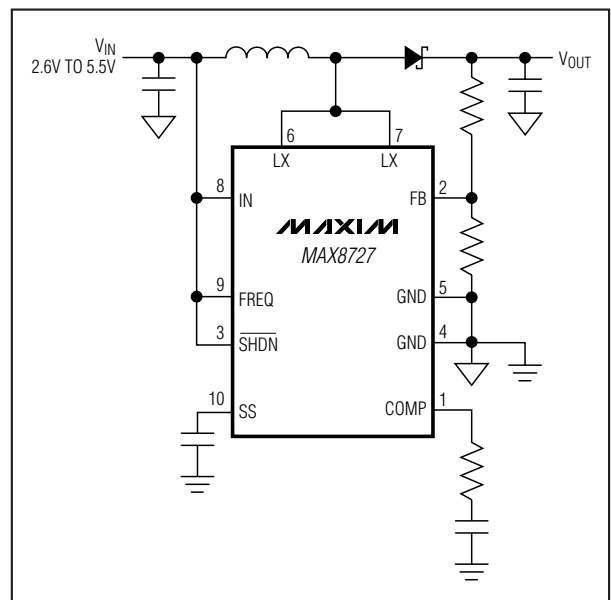 VIN
2.6V TO 5.5V
VOUT
6
7
LX
LX
8
IN
2
FB
MAXIM
MAX8727
9
FREQ
5
GND
3
SHDN
4
GND
10
SS
1
COMP